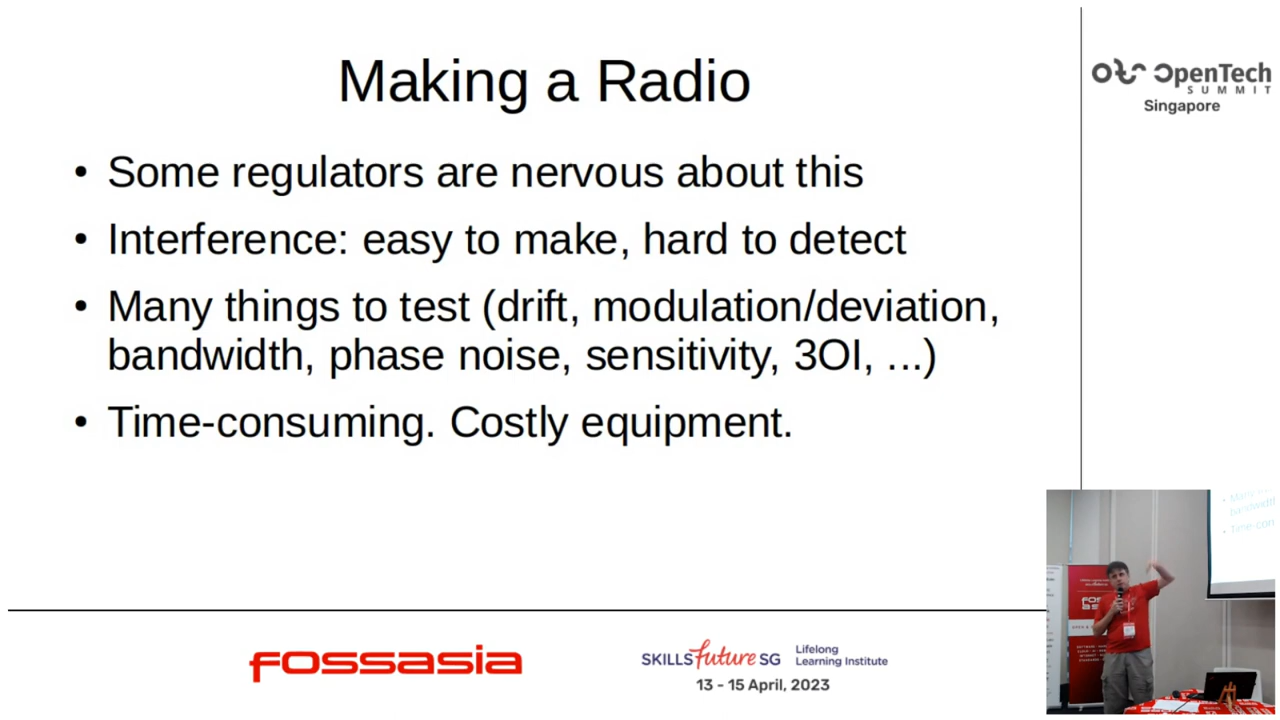 Making a Radio
• Some regulators are nervous about this
• Interference: easy to make, hard to detect
• Many things to test (drift, modulation/deviation,
bandwidth, phase noise, sensitivity, 3OI, ...)
• Time-consuming. Costly equipment.
OpenTech
SUMMIT
Singapore
fossasia
SKILLSfuture SG
Lifelong
Learning Institute
13 - 15 April, 2023